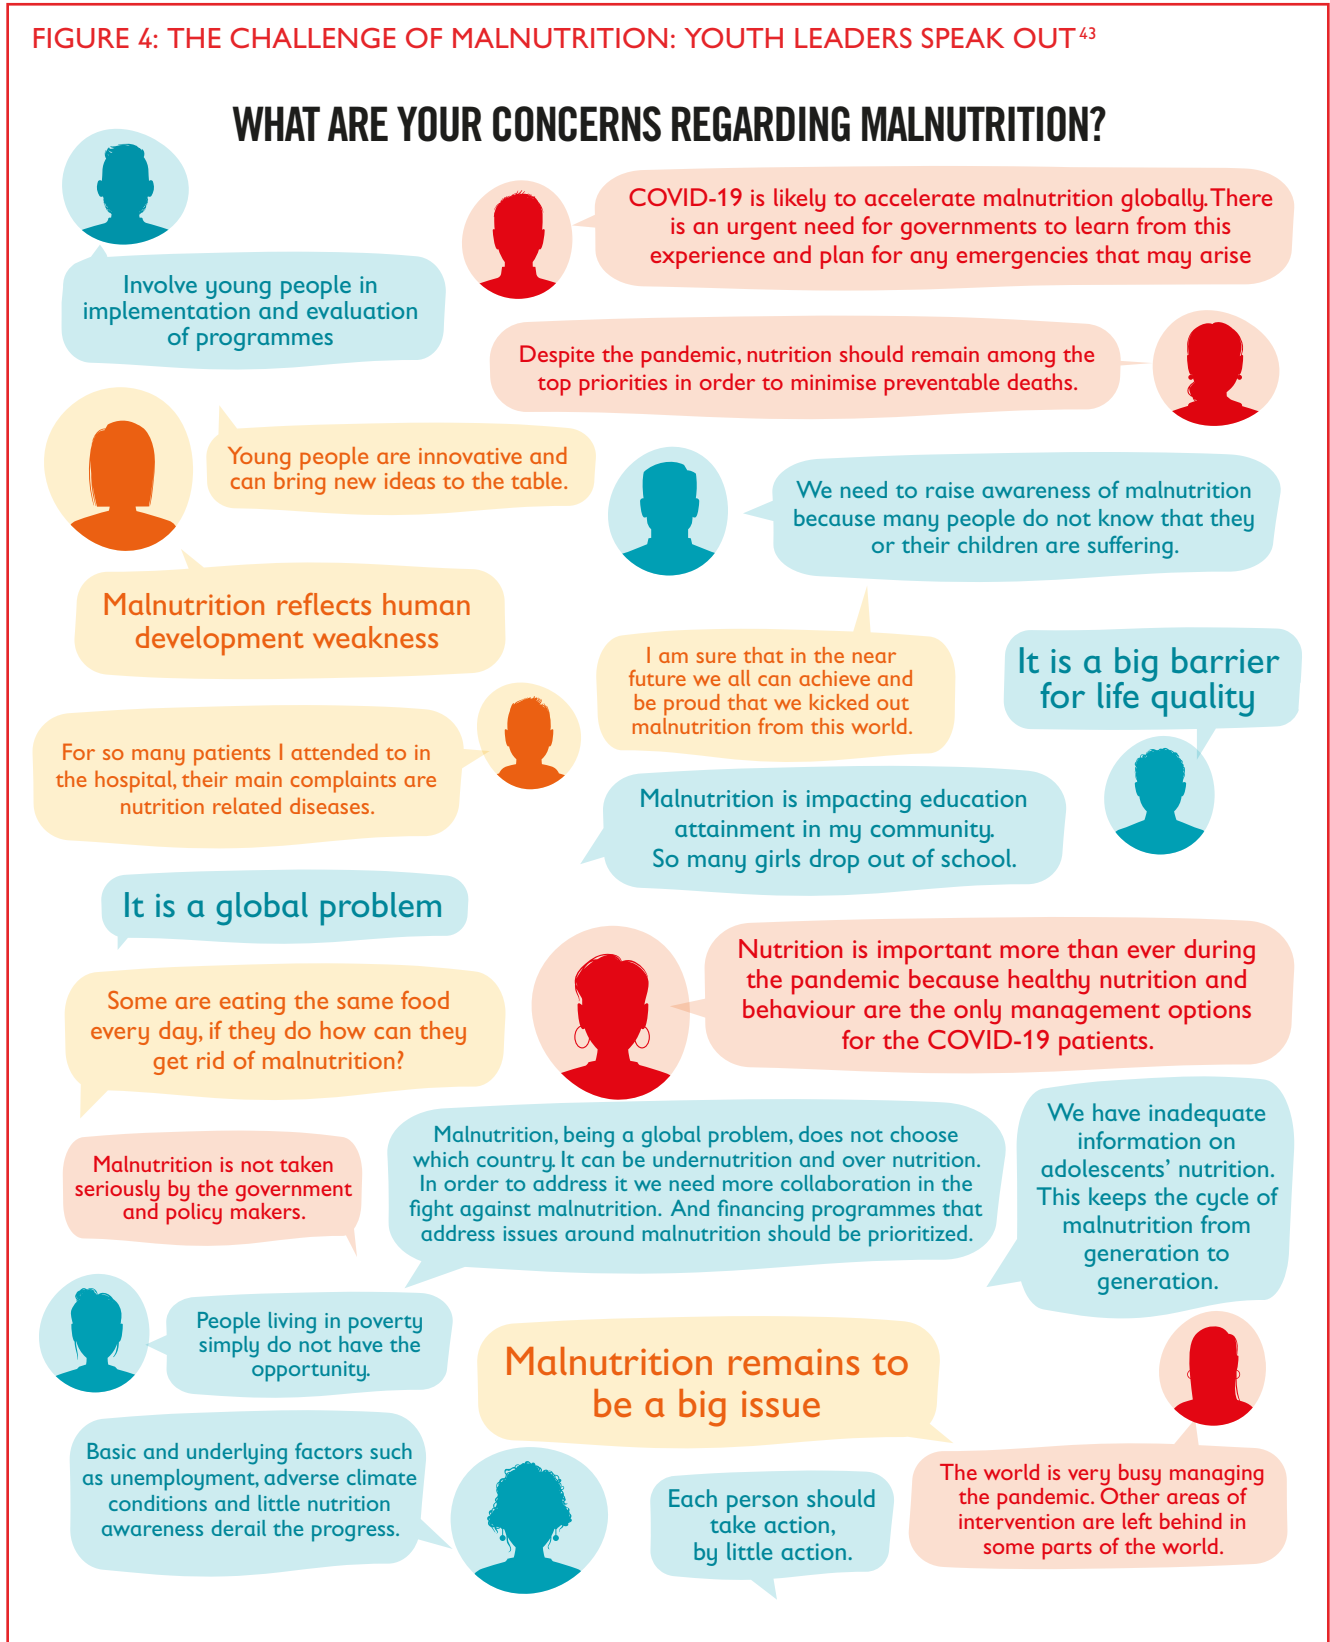 FIGURE 4: THE CHALLENGE OF MALNUTRITION: YOUTH LEADERS SPEAK OUT 43
WHAT ARE YOUR CONCERNS REGARDING MALNUTRITION?
Involve young people in
implementation and evaluation
of programmes
COVID-19 is likely to accelerate malnutrition globally. There
is an urgent need for governments to learn from this
experience and plan for any emergencies that may arise
Despite the pandemic, nutrition should remain among the
top priorities in order to minimise preventable deaths.
Young people are innovative and
can bring new ideas to the table.
We need to raise awareness of malnutrition
because many people do not know that they
or their children are suffering.
Malnutrition reflects human
development weakness
I am sure that in the near
future we all can achieve and
be proud that we kicked out
malnutrition from this world.
It is a big barrier
for life quality
For so many patients I attended to in
the hospital, their main complaints are
nutrition related diseases.
Malnutrition is impacting education
attainment in my community.
So many girls drop out of school.
It is a global problem
Nutrition is important more than ever during
the pandemic because healthy nutrition and
behaviour are the only management options
for the COVID-19 patients.
Some are eating the same food
every day, if they do how can they
get rid of malnutrition?
We have inadequate
information on
adolescents' nutrition.
This keeps the cycle of
malnutrition from
generation to
generation.
Malnutrition, being a global problem, does not choose
which country. It can be undernutrition and over nutrition.
In order to address it we need more collaboration in the
fight against malnutrition. And financing programmes that
address issues around malnutrition should be prioritized.
Malnutrition is not taken
seriously by the government
and policy makers.
People living in poverty
simply do not have the
opportunity.
Malnutrition remains to
be a big issue
Basic and underlying factors such
as unemployment, adverse climate
conditions and little nutrition
awareness derail the progress.
Each person should
take action,
by little action.
The world is very busy managing
the pandemic. Other areas of
intervention are left behind in
some parts of the world.